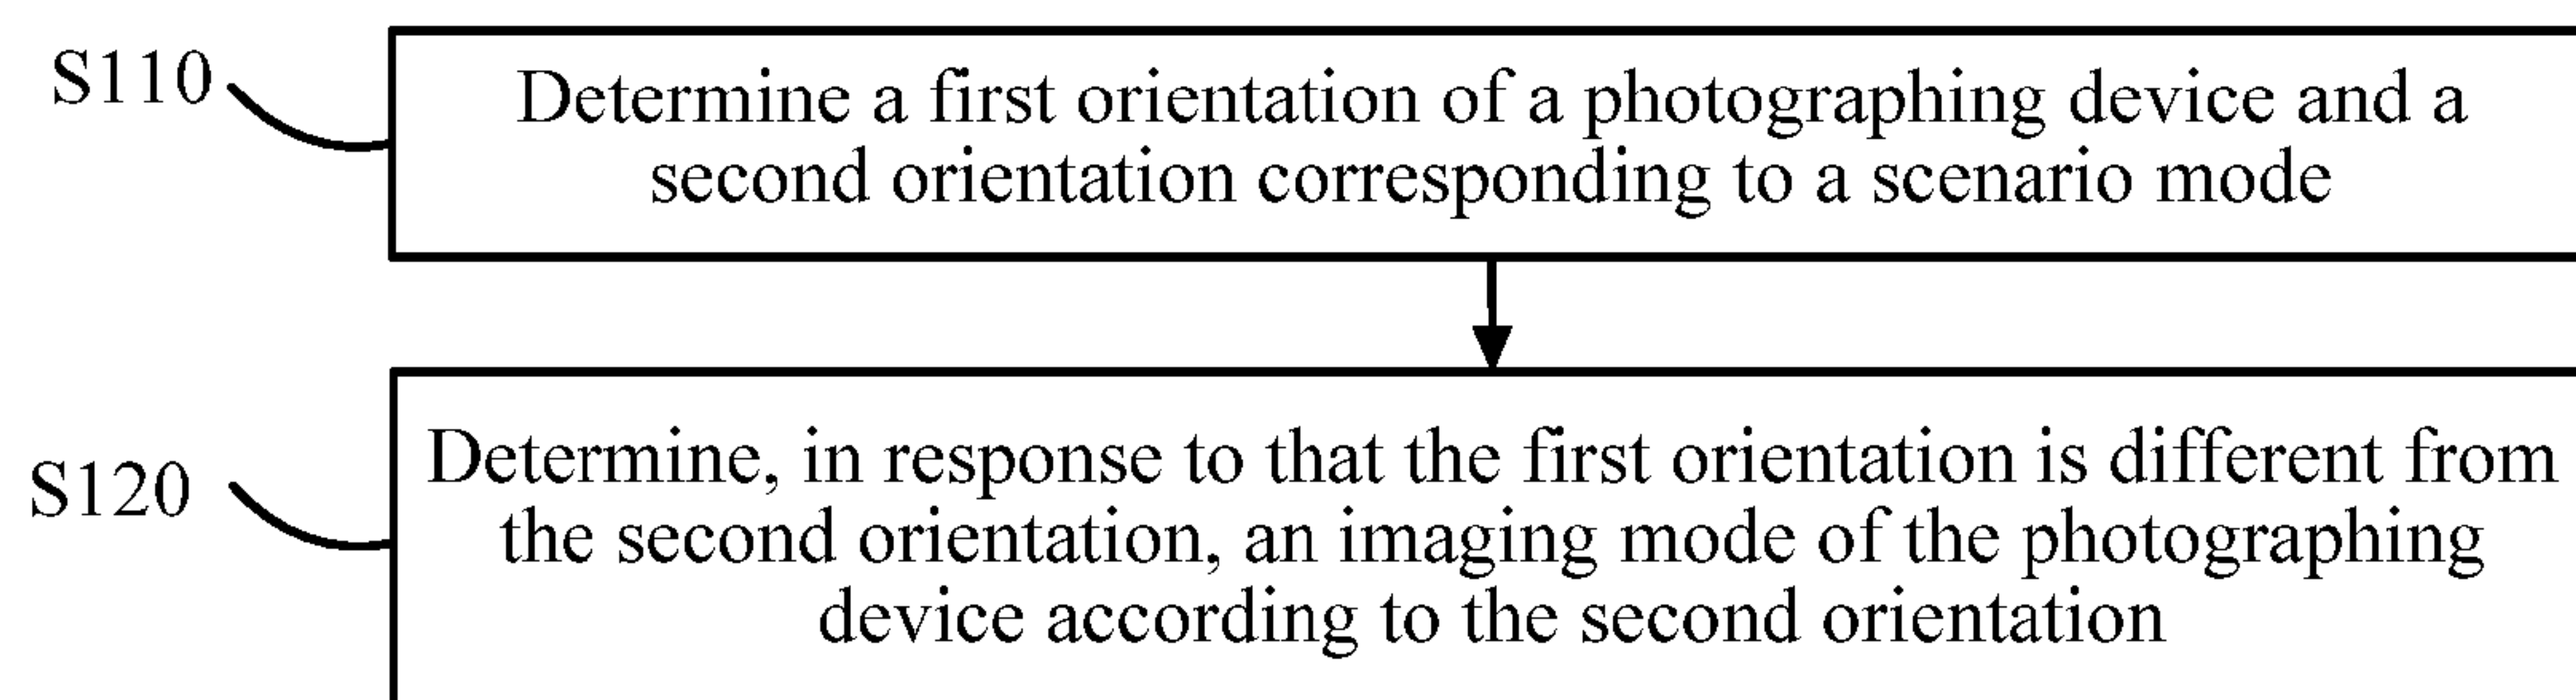 S110
Determine a first orientation of a photographing device and a
second orientation corresponding to a scenario mode
S120
Determine, in response to that the first orientation is different from
the second orientation, an imaging mode of the photographing
device according to the second orientation